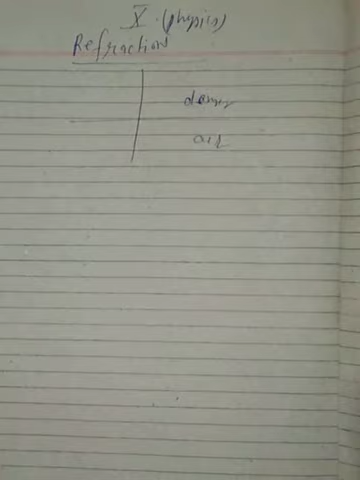 X. (physics)
Refraction
denser
air